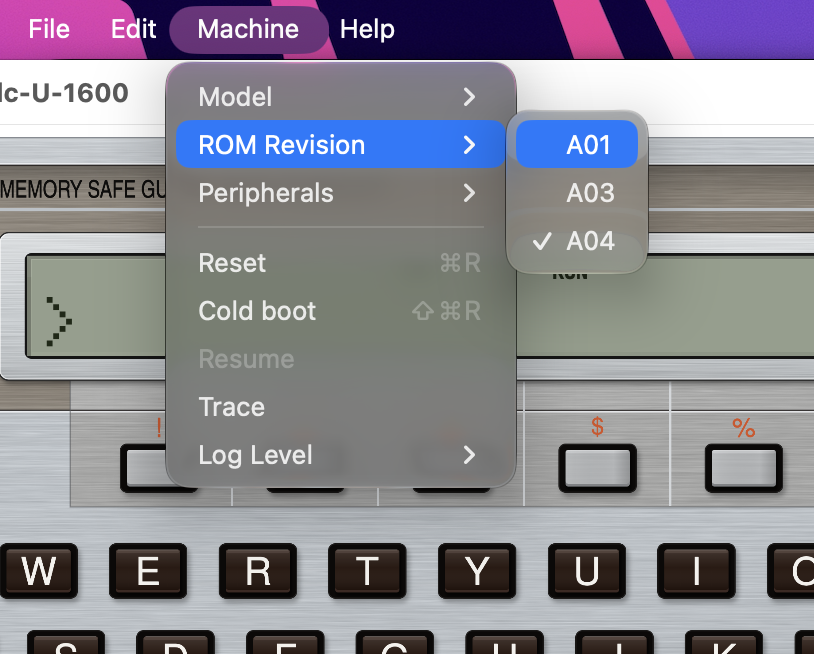 File Edit Machine Help
lc-U-1600
Model
ROM Revision
Peripherals
Reset ⌘R
Cold boot ⇧⌘R
Resume
Trace
Log Level
A01
A03
✓ A04
MEMORY SAFE GU
RUN
>
! $ %
W E R T Y U I O
S D F G H J K